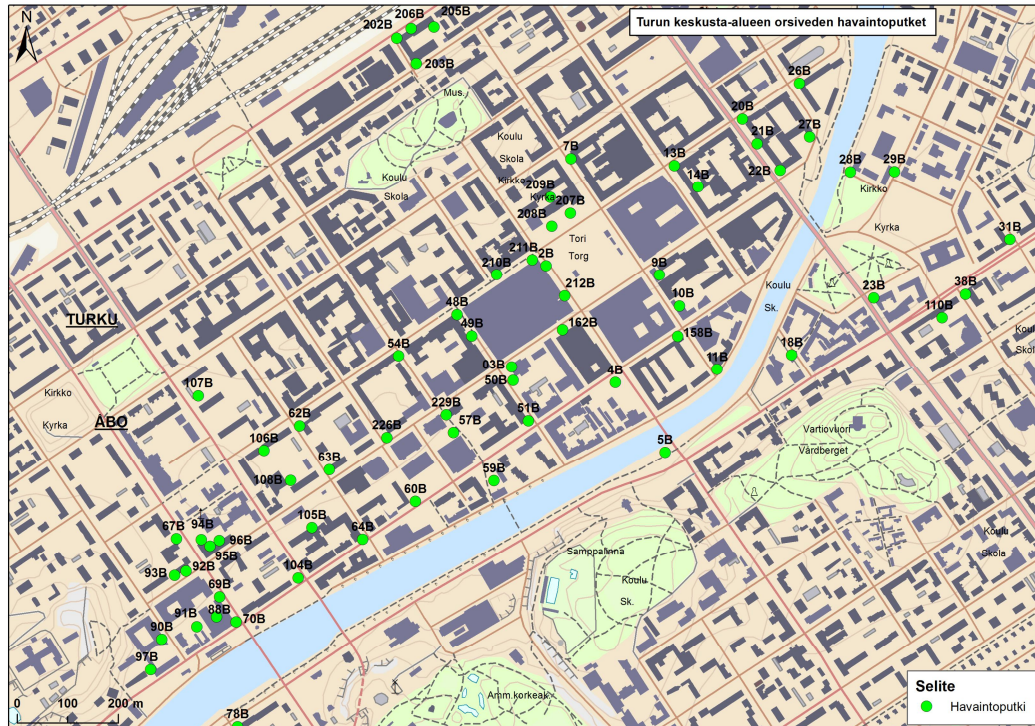 Turun keskusta-alueen orsiveden havaintoputket
N
206B
205B
202B
203B
Mus.
26B
20B
27B
21B
Koulu
Skola
7B
13B
22B
28B
29B
Kirkko
Kyrka
Koulu
Skola
14B
Kirkko
209B
207B
208B
Kyrka
31B
Tori
Torg
211B
2B
210B
9B
212B
10B
Koulu
Sk.
23B
38B
110B
48B
TURKU
49B
162B
158B
Koulu
Skol
54B
18B
03B
50B
4B
11B
107B
Kirkko
Kyrka
ÅBO
229B
57B
51B
62B
226B
Vartiovuori
Vårdberget
106B
5B
63B
108B
59B
60B
105B
64B
67B
94B
96B
95B
Koulu
Skola
Samppalinna
Koulu
Sk.
93B
92B
104B
69B
91B
88B
70B
90B
97B
Amm.korkeak.
Selite
Havaintoputki
0 100 200 m
78B